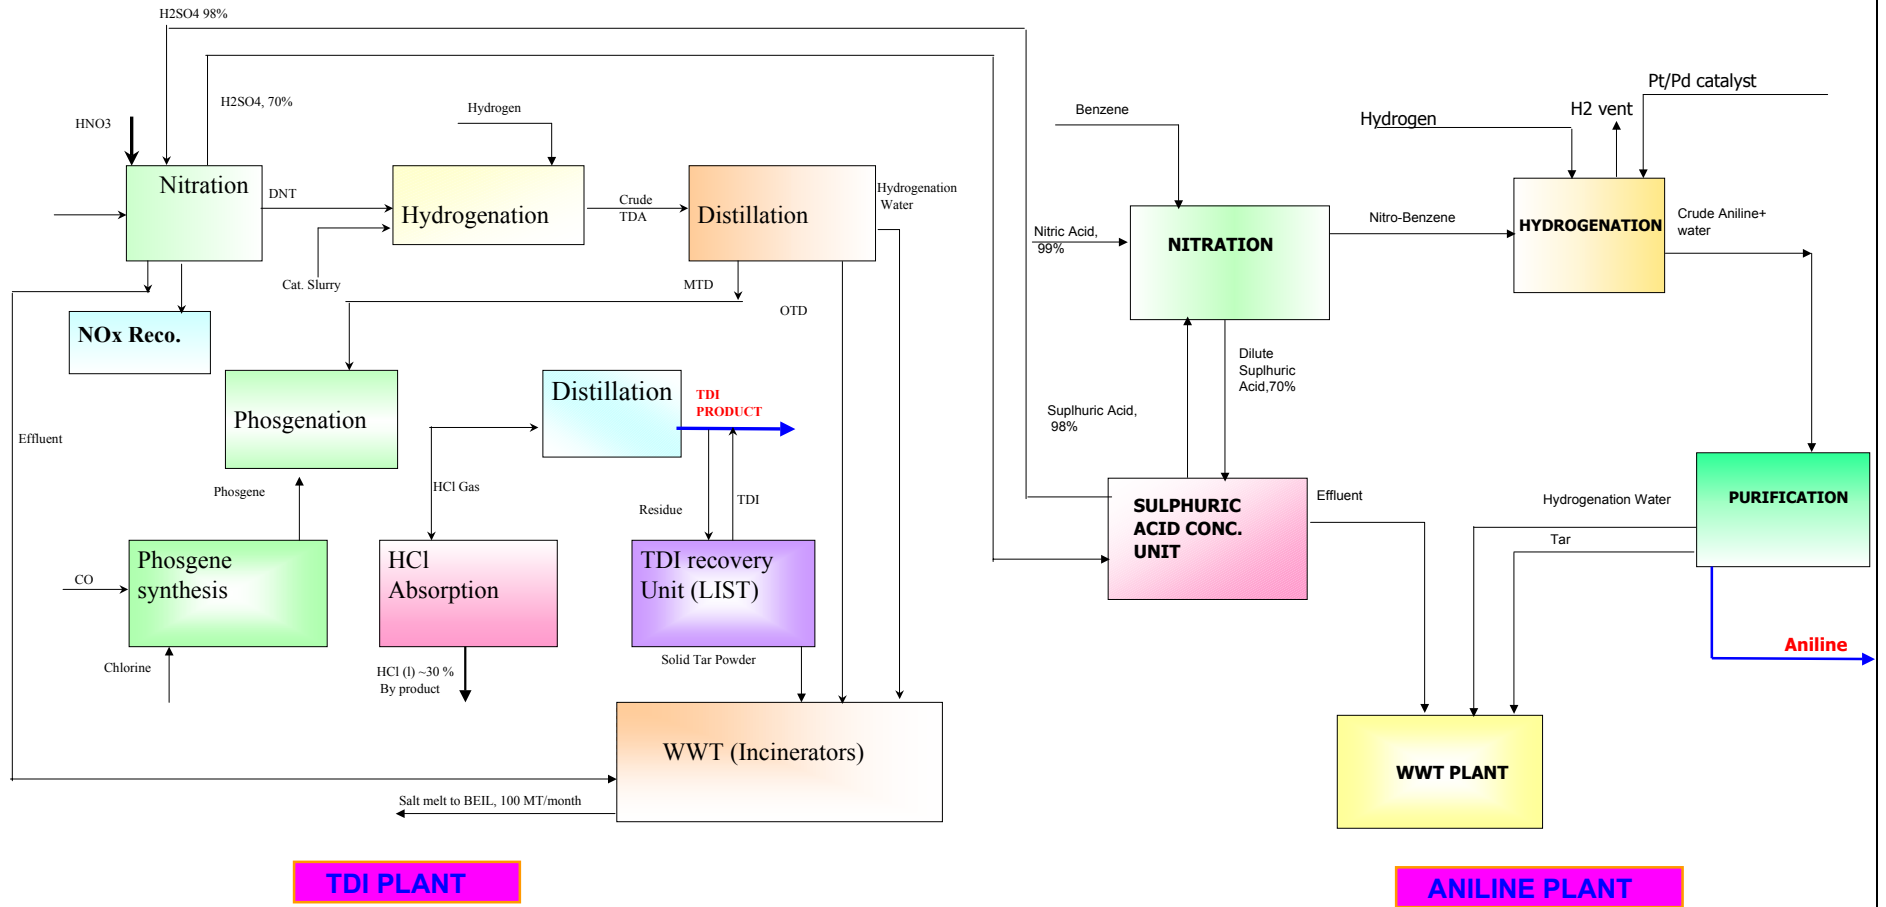 H2SO4 98%
H2SO4, 70%
HNO3
Nitration
DNT
Hydrogen
Hydrogenation
Cat. Slurry
Crude
TDA
Distillation
Hydrogenation
Water
MTD
OTD
NOx Reco.
Effluent
Phosgenation
Phosgene
Distillation
TDI
PRODUCT
HCl Gas
Residue
TDI
CO
Phosgene
synthesis
Chlorine
HCl
Absorption
HCl (l) ~30 %
By product
TDI recovery
Unit (LIST)
Solid Tar Powder
WWT (Incinerators)
Salt melt to BEIL, 100 MT/month
TDI PLANT
Benzene
Nitric Acid,
99%
NITRATION
Nitro-Benzene
Hydrogen
H2 vent
Pt/Pd catalyst
HYDROGENATION
Crude Aniline+
water
Dilute
Suplhuric
Acid,70%
Suplhuric Acid,
98%
SULPHURIC
ACID CONC.
UNIT
Effluent
Hydrogenation Water
Tar
PURIFICATION
Aniline
WWT PLANT
ANILINE PLANT